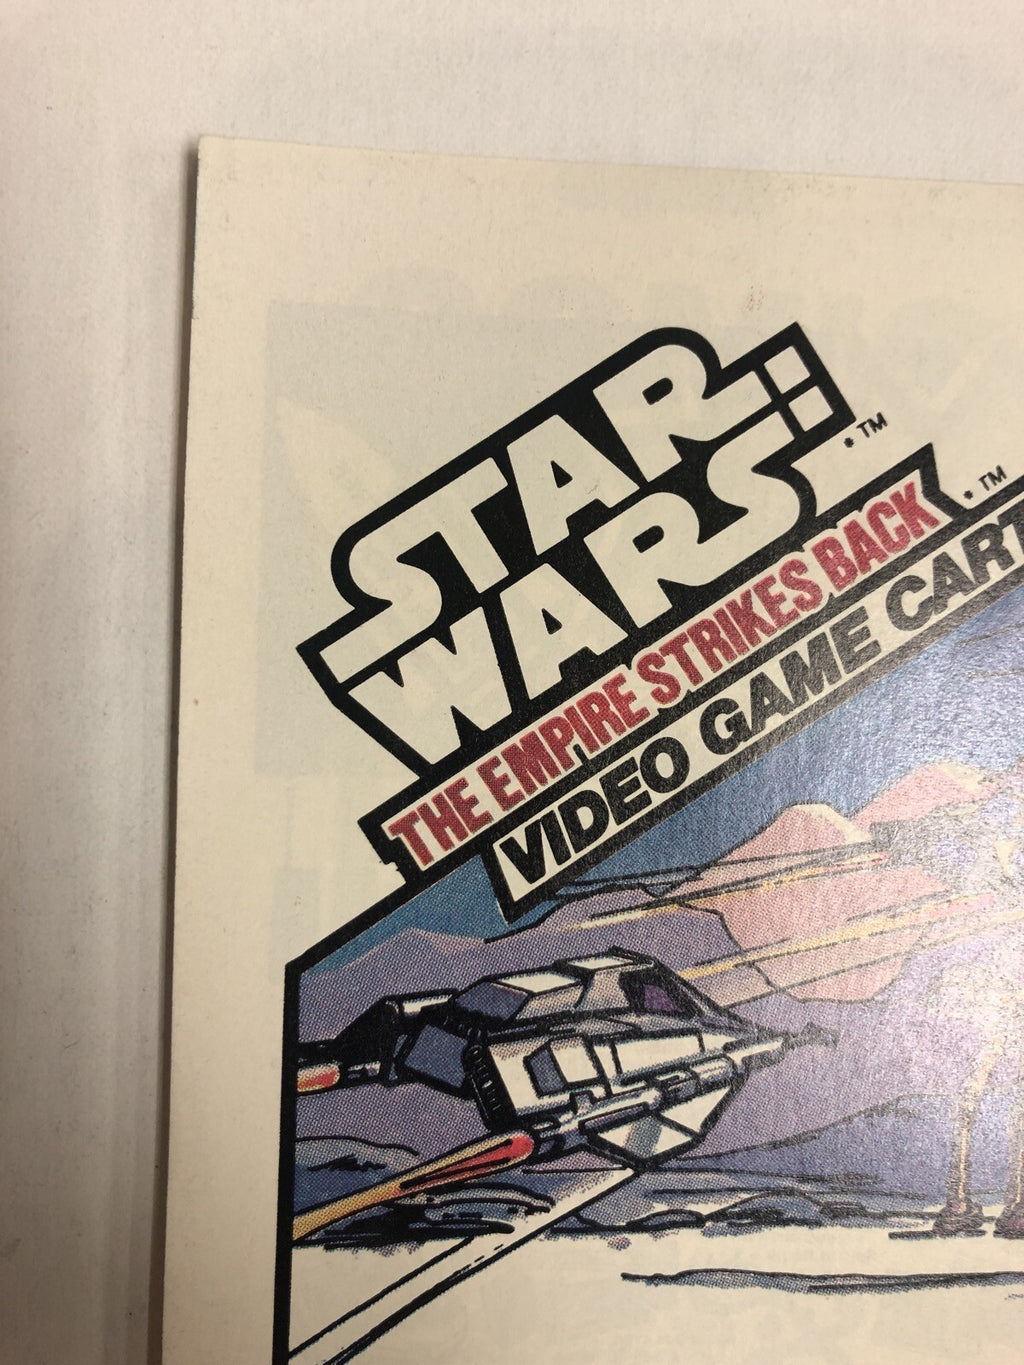 STAR
WARS
* TM
THE EMPIRE STRIKES BACK
* TM
VIDEO GAME CART